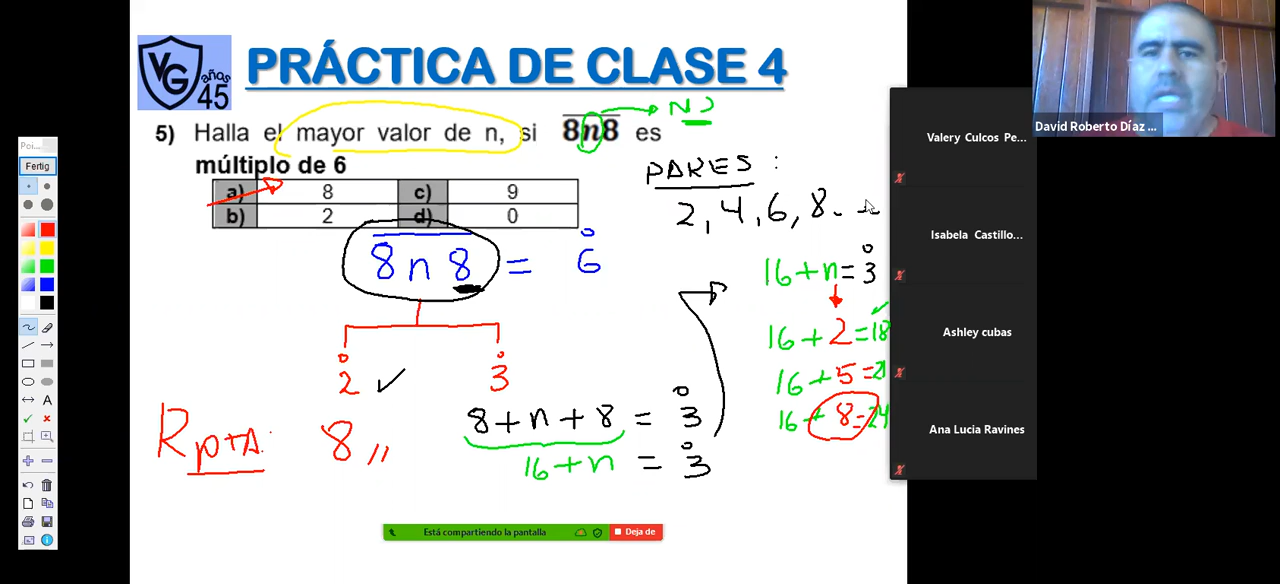 VG
años
45
PRÁCTICA DE CLASE 4
5) Halla el mayor valor de n, si 8n8 es
múltiplo de 6
a) 8 c) 9
b) 2 d) 0
NO
PARES :
2, 4, 6, 8...
8n8 = 6
2 ✓ 3
8+n+8 = 3
16+n = 3
Rpta. 8,,
16+n=3
16+2=18
16+5=21
16+8=24
Poi...
Fertig
A
David Roberto Díaz ...
Valery Culcos Pe...
Isabela Castillo...
Ashley cubas
Ana Lucia Ravines
Está compartiendo la pantalla
Deja de